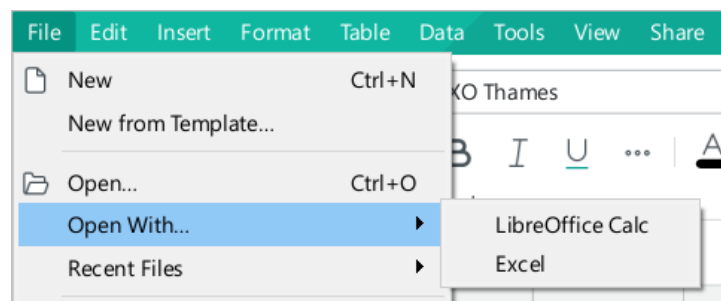 File Edit Insert Format Table Data Tools View Share
New Ctrl+N
XO Thames
New from Template...
B I U ... A
Open... Ctrl+O
Open With...
LibreOffice Calc
Recent Files
Excel